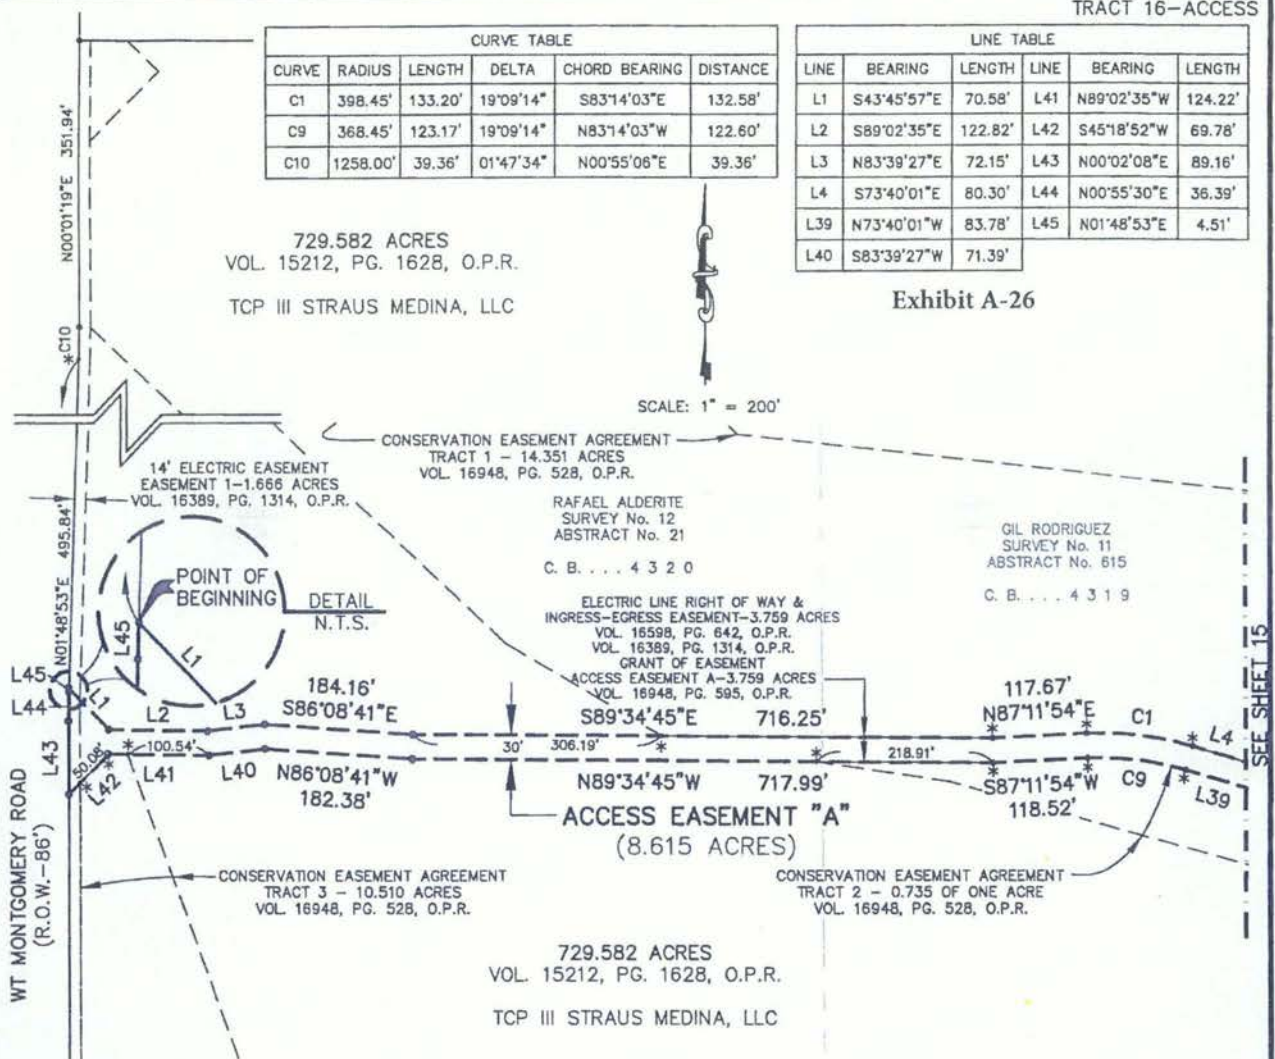 TRACT 16-ACCESS
CURVE TABLE
CURVE RADIUS LENGTH DELTA CHORD BEARING DISTANCE
C1 398.45' 133.20' 19°09'14" S83°14'03"E 132.58'
C9 368.45' 123.17' 19°09'14" N83°14'03"W 122.60'
C10 1258.00' 39.36' 01°47'34" N00°55'06"E 39.36'
LINE TABLE
LINE BEARING LENGTH LINE BEARING LENGTH
L1 S43°45'57"E 70.58' L41 N89°02'35"W 124.22'
L2 S89°02'35"E 122.82' L42 S45°18'52"W 69.78'
L3 N83°39'27"E 72.15' L43 N00°02'08"E 89.16'
L4 S73°40'01"E 80.30' L44 N00°55'30"E 36.39'
L39 N73°40'01"W 83.78' L45 N01°48'53"E 4.51'
L40 S83°39'27"W 71.39'
Exhibit A-26
N00°01'19"E 351.94'
729.582 ACRES
VOL. 15212, PG. 1628, O.P.R.
TCP III STRAUS MEDINA, LLC
*C10
SCALE: 1" = 200'
CONSERVATION EASEMENT AGREEMENT
TRACT 1 - 14.351 ACRES
VOL. 16948, PG. 528, O.P.R.
14' ELECTRIC EASEMENT
EASEMENT 1-1.666 ACRES
VOL. 16389, PG. 1314, O.P.R.
RAFAEL ALDERITE
SURVEY No. 12
ABSTRACT No. 21
C. B. . . . 4 3 2 0
GIL RODRIGUEZ
SURVEY No. 11
ABSTRACT No. 615
C. B. . . . 4 3 1 9
N01°48'53"E 495.84'
POINT OF
BEGINNING
DETAIL
N.T.S.
L45
L1
ELECTRIC LINE RIGHT OF WAY &
INGRESS-EGRESS EASEMENT-3.759 ACRES
VOL. 16598, PG. 642, O.P.R.
VOL. 16389, PG. 1314, O.P.R.
GRANT OF EASEMENT
ACCESS EASEMENT A-3.759 ACRES
VOL. 16948, PG. 595, O.P.R.
SEE SHEET 15
L45
L44
L1
L2
L3
184.16'
S86°08'41"E
S89°34'45"E 716.25'
117.67'
N87°11'54"E
C1
L4
L43
50.08'
*
L42
*
100.54'
L41
L40
30'
306.19'
*
*
218.91'
*
*
*
N86°08'41"W
182.38'
N89°34'45"W 717.99'
*
*
S87°11'54"W
118.52'
C9
*
L39
ACCESS EASEMENT "A"
(8.615 ACRES)
WT MONTGOMERY ROAD
(R.O.W.-86')
CONSERVATION EASEMENT AGREEMENT
TRACT 3 - 10.510 ACRES
VOL. 16948, PG. 528, O.P.R.
CONSERVATION EASEMENT AGREEMENT
TRACT 2 - 0.735 OF ONE ACRE
VOL. 16948, PG. 528, O.P.R.
729.582 ACRES
VOL. 15212, PG. 1628, O.P.R.
TCP III STRAUS MEDINA, LLC